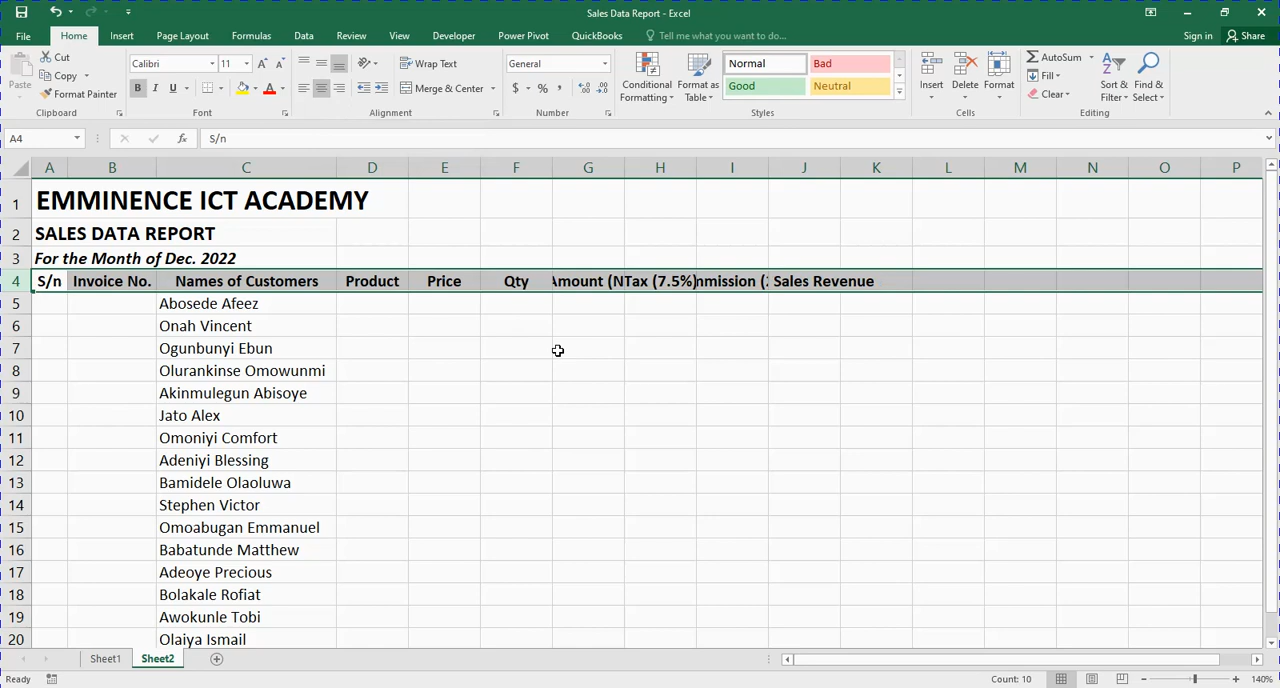 Sales Data Report - Excel
File Home Insert Page Layout Formulas Data Review View Developer Power Pivot QuickBooks Tell me what you want to do... Sign in Share
Paste
Cut
Copy
Format Painter
Clipboard
Calibri 11
B I U
Font
Wrap Text
Merge & Center
Alignment
General
$ % ,
Number
Conditional Formatting
Format as Table
Normal Bad
Good Neutral
Styles
Insert Delete Format
Cells
AutoSum
Fill
Clear
Sort & Filter
Find & Select
Editing
A4 fx S/n
A B C D E F G H I J K L M N O P
1 EMMINENCE ICT ACADEMY
2 SALES DATA REPORT
3 For the Month of Dec. 2022
4 S/n Invoice No. Names of Customers Product Price Qty Amount (N Tax (7.5%) nmission (2 Sales Revenue
5 Abosede Afeez
6 Onah Vincent
7 Ogunbunyi Ebun
8 Olurankinse Omowunmi
9 Akinmulegun Abisoye
10 Jato Alex
11 Omoniyi Comfort
12 Adeniyi Blessing
13 Bamidele Olaoluwa
14 Stephen Victor
15 Omoabugan Emmanuel
16 Babatunde Matthew
17 Adeoye Precious
18 Bolakale Rofiat
19 Awokunle Tobi
20 Olaiya Ismail
Sheet1 Sheet2
Ready Count: 10 140%